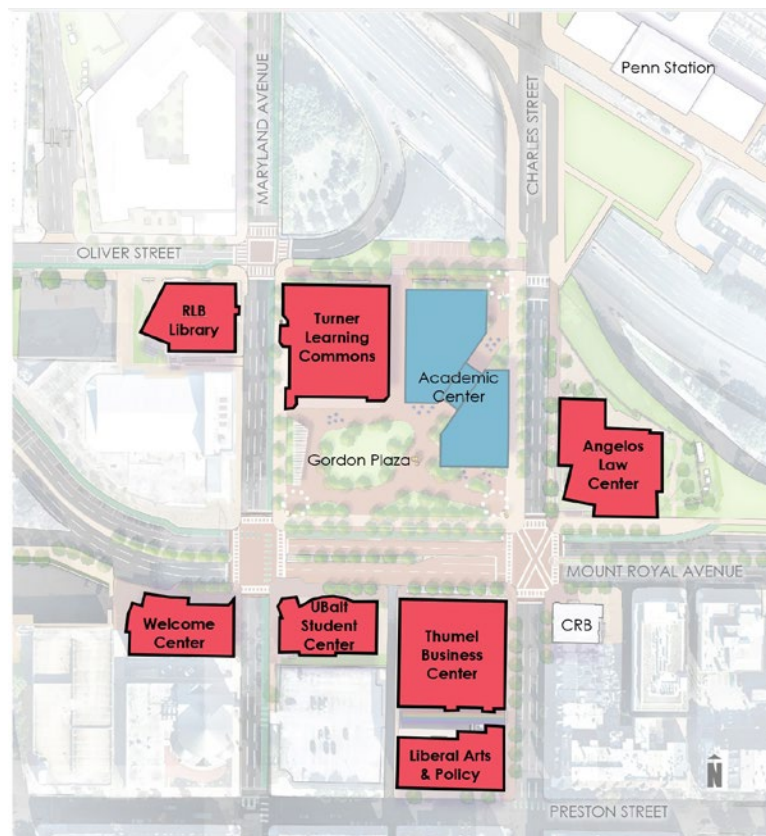 Penn Station
MARYLAND AVENUE
CHARLES STREET
OLIVER STREET
RLB
Library
Turner
Learning
Commons
Academic
Center
Gordon Plaza
Angelos
Law
Center
MOUNT ROYAL AVENUE
Welcome
Center
UBalt
Student
Center
Thumel
Business
Center
CRB
Liberal Arts
& Policy
N
PRESTON STREET